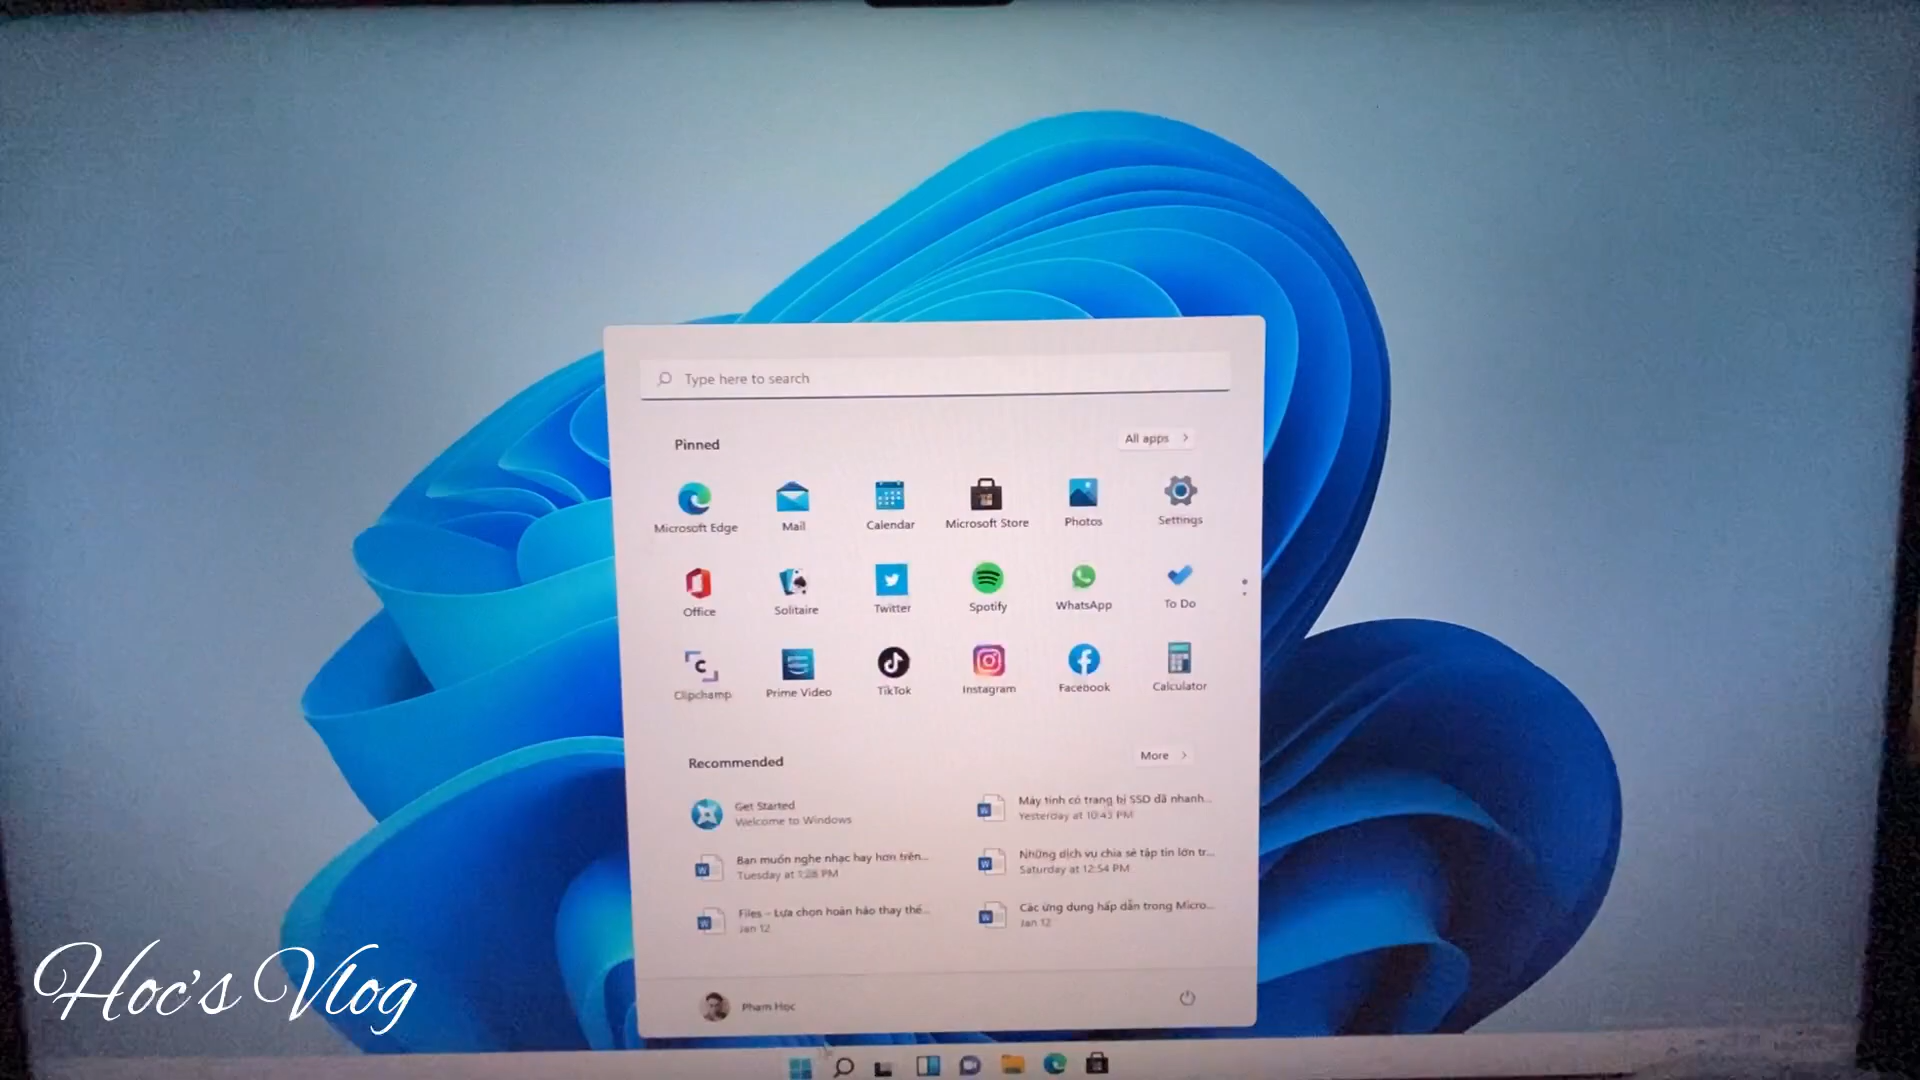 Type here to search
Pinned
All apps
Microsoft Edge
Mail
Calendar
Microsoft Store
Photos
Settings
Office
Solitaire
Twitter
Spotify
WhatsApp
To Do
Clipchamp
Prime Video
TikTok
Instagram
Facebook
Calculator
Recommended
More
Get Started
Welcome to Windows
Máy tính có trang bị SSD đã nhanh...
Yesterday at 10:43 PM
Bạn muốn nghe nhạc hay hơn trên...
Tuesday at 1:28 PM
Những dịch vụ chia sẻ tập tin lớn tr...
Saturday at 12:54 PM
Files – Lựa chọn hoàn hảo thay thế...
Jan 12
Các ứng dụng hấp dẫn trong Micro...
Jan 12
Pham Hoc
Hoc's Vlog